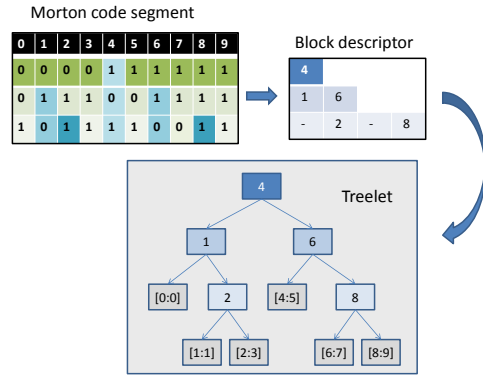 Morton code segment
0 1 2 3 4 5 6 7 8 9
0 0 0 0 1 1 1 1 1 1
0 1 1 1 0 0 1 1 1 1
1 0 1 1 1 1 0 0 1 1
Block descriptor
4
1 6
- 2 - 8
Treelet
4
1 6
[0:0] 2 [4:5] 8
[1:1] [2:3] [6:7] [8:9]